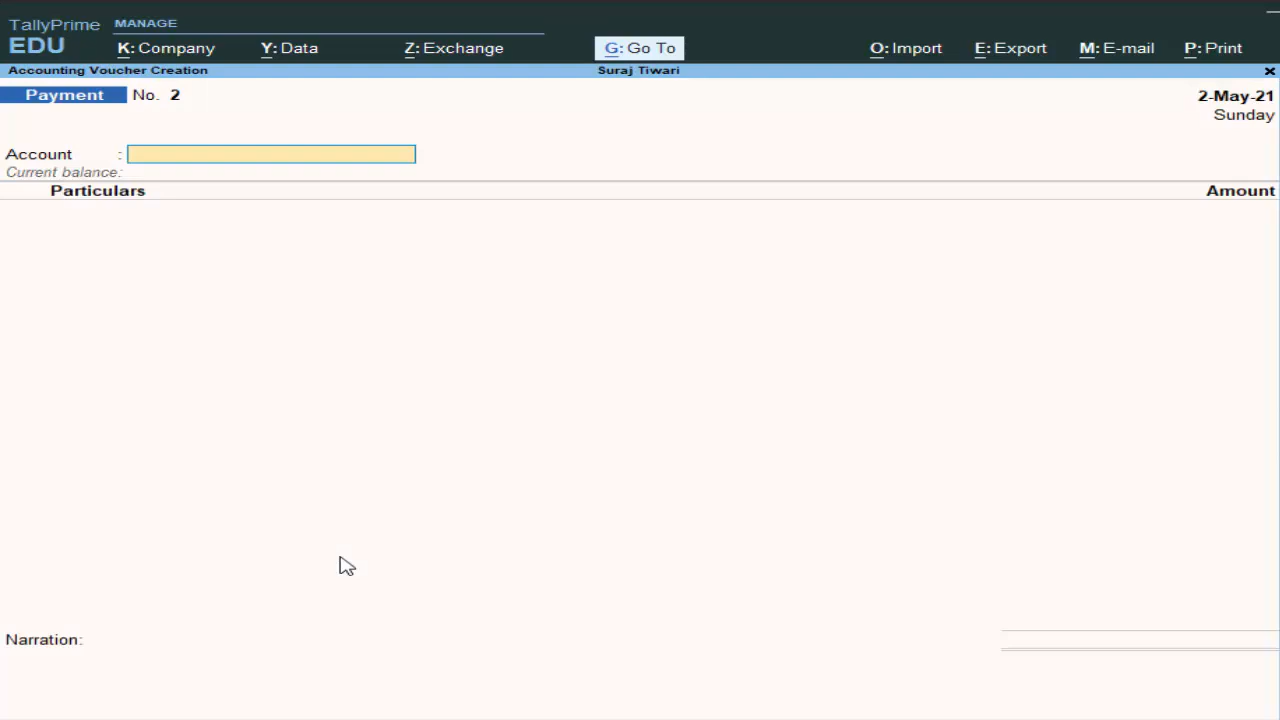 TallyPrime MANAGE
EDU K: Company Y: Data Z: Exchange G: Go To O: Import E: Export M: E-mail P: Print
Accounting Voucher Creation Suraj Tiwari ×
Payment No. 2 2-May-21
Sunday
Account :
Current balance:
Particulars Amount
Narration: